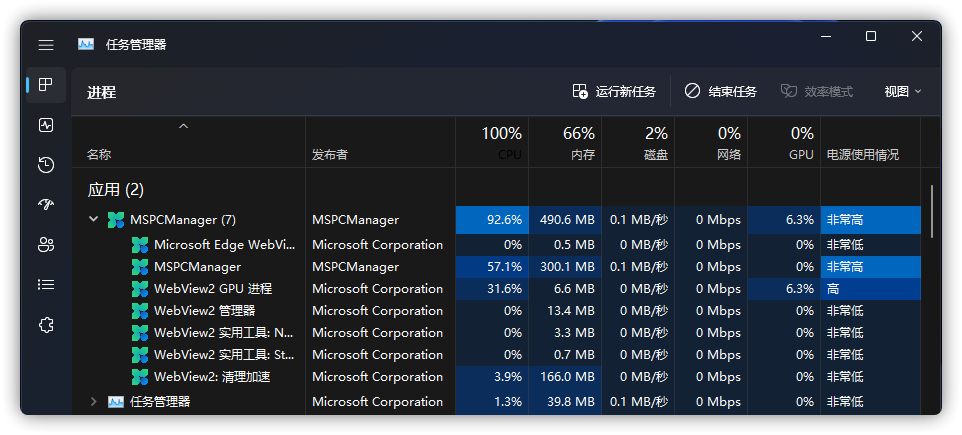 任务管理器
进程 运行新任务 结束任务 效率模式 视图
100% 66% 2% 0% 0%
名称 发布者 CPU 内存 磁盘 网络 GPU 电源使用情况
应用 (2)
MSPCManager (7) MSPCManager 92.6% 490.6 MB 0.1 MB/秒 0 Mbps 6.3% 非常高
Microsoft Edge WebVi... Microsoft Corporation 0% 0.5 MB 0 MB/秒 0 Mbps 0% 非常低
MSPCManager MSPCManager 57.1% 300.1 MB 0.1 MB/秒 0 Mbps 0% 非常高
WebView2 GPU 进程 Microsoft Corporation 31.6% 6.6 MB 0 MB/秒 0 Mbps 6.3% 高
WebView2 管理器 Microsoft Corporation 0% 13.4 MB 0 MB/秒 0 Mbps 0% 非常低
WebView2 实用工具: N... Microsoft Corporation 0% 3.3 MB 0 MB/秒 0 Mbps 0% 非常低
WebView2 实用工具: St... Microsoft Corporation 0% 0.7 MB 0 MB/秒 0 Mbps 0% 非常低
WebView2: 清理加速 Microsoft Corporation 3.9% 166.0 MB 0 MB/秒 0 Mbps 0% 非常低
任务管理器 Microsoft Corporation 1.3% 39.8 MB 0.1 MB/秒 0 Mbps 0% 非常低